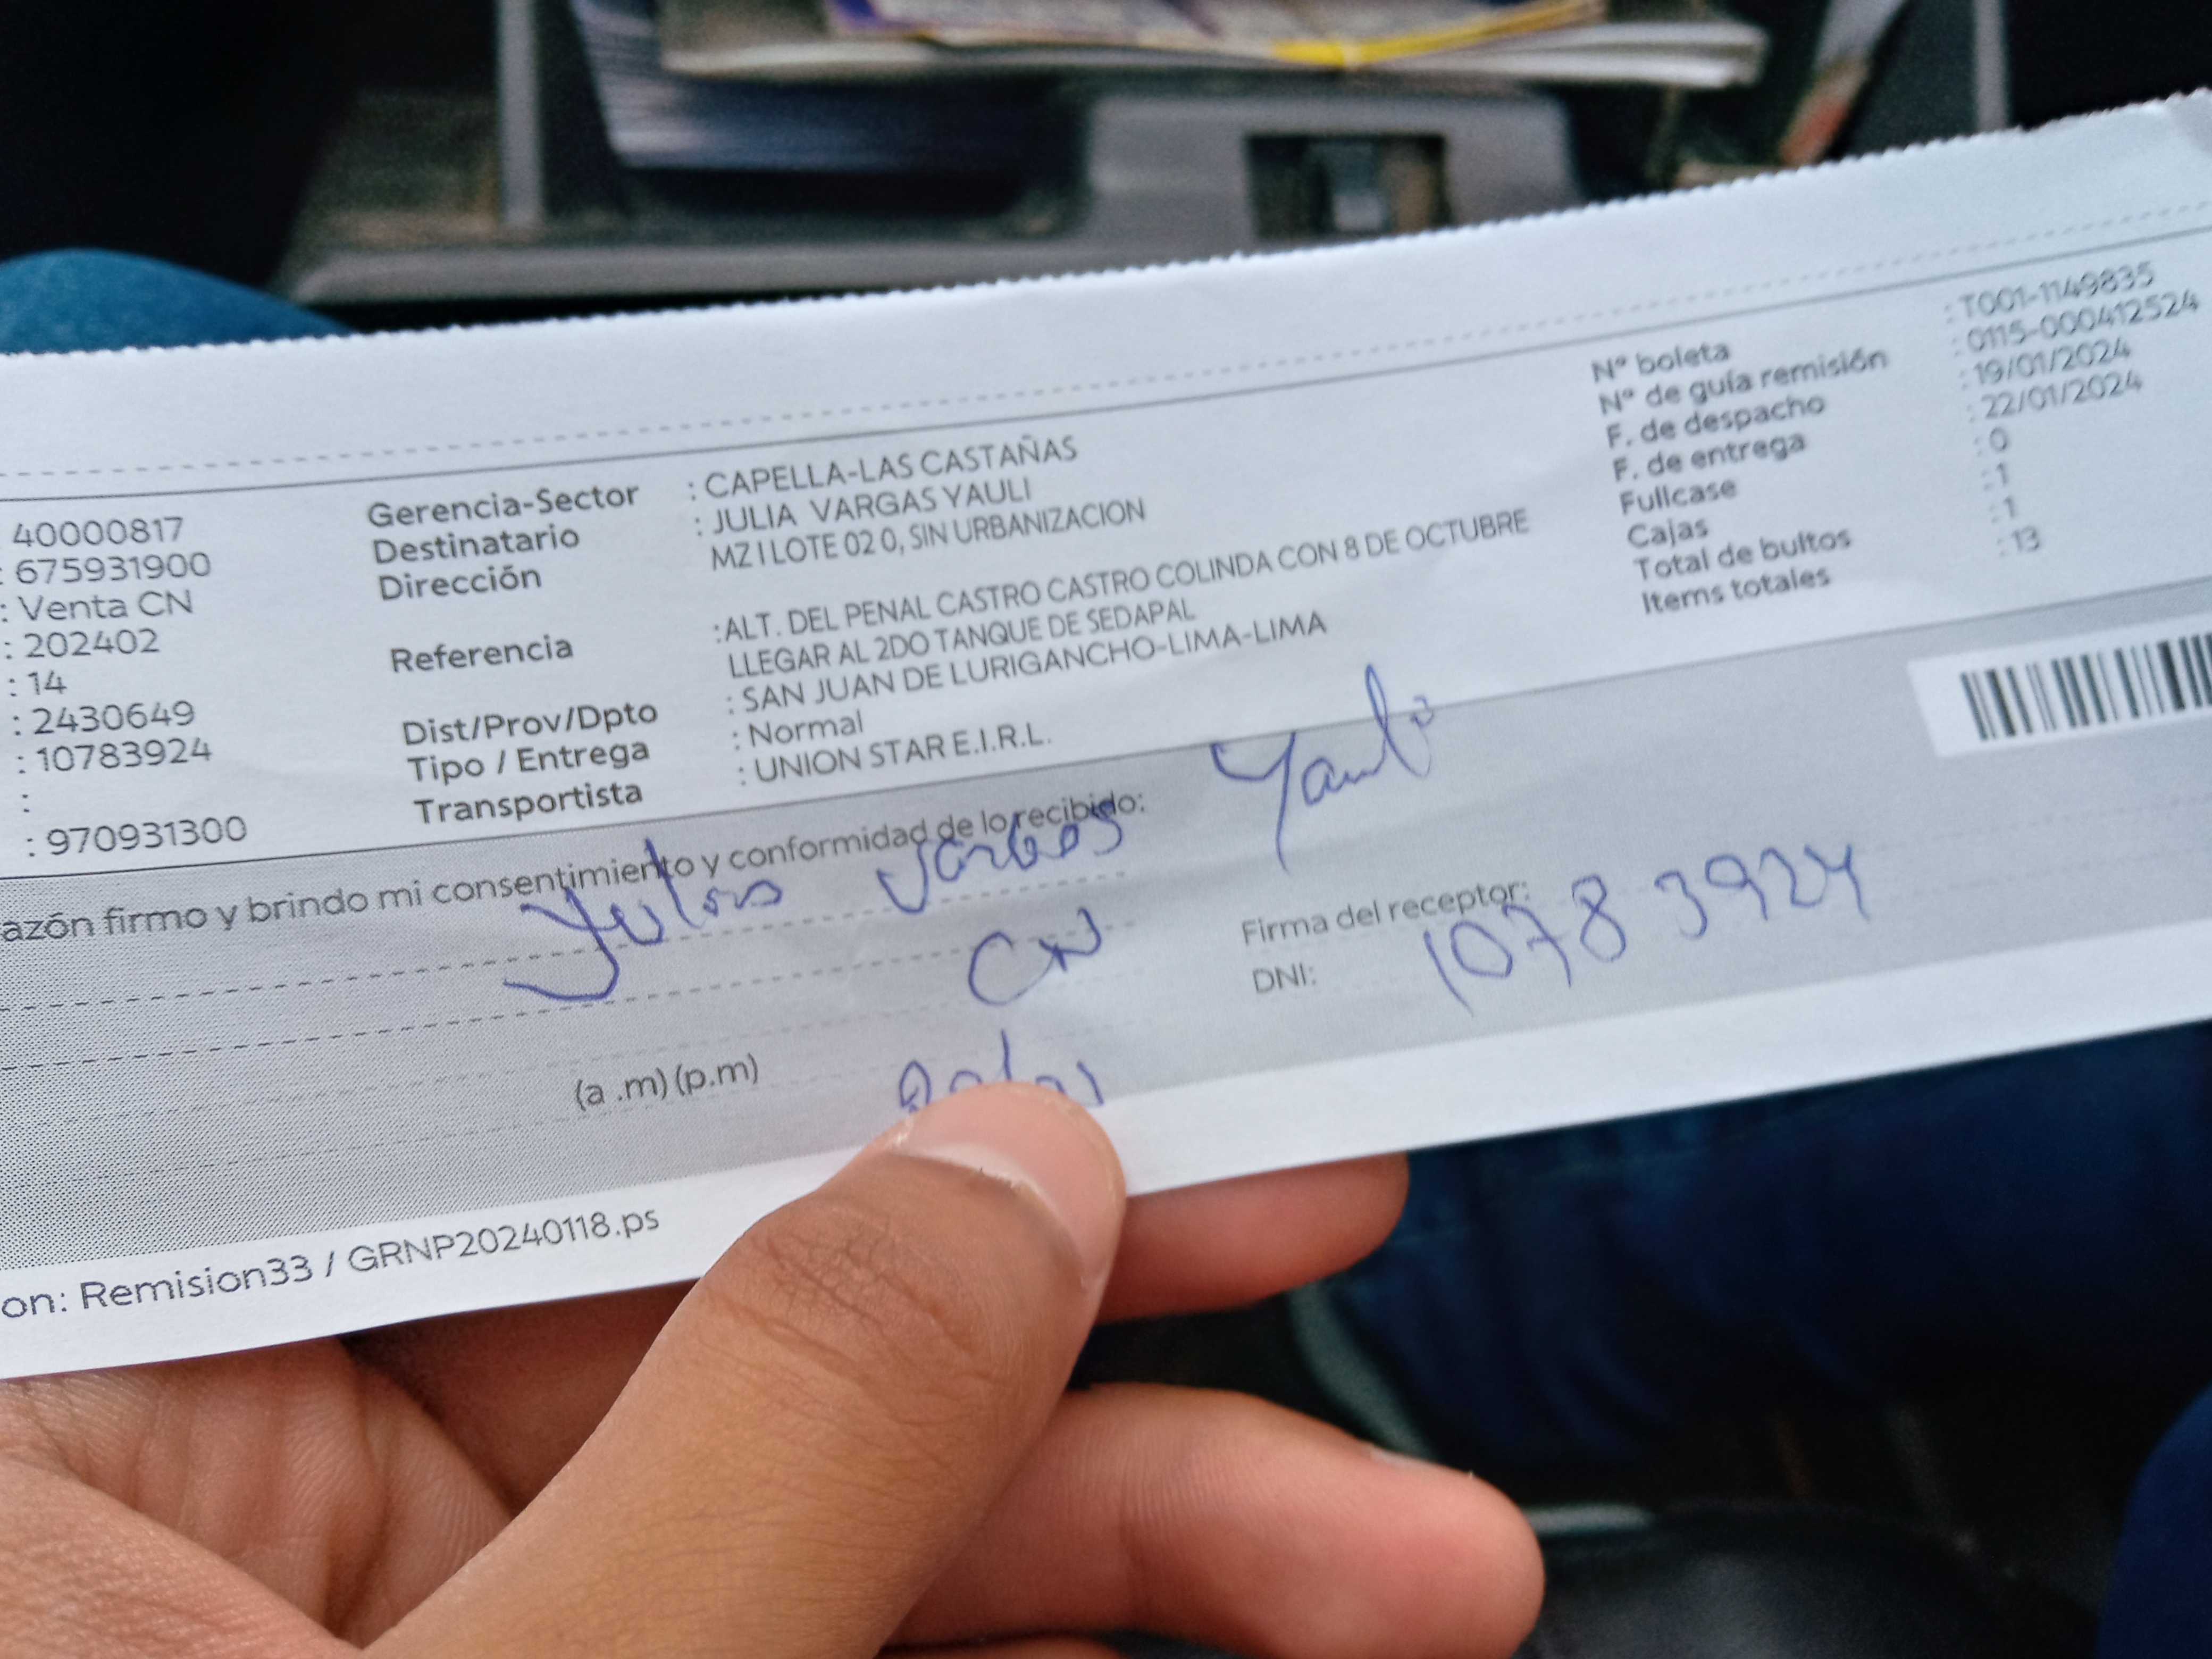 : 40000817
: 675931900
: Venta CN
: 202402
: 14
: 2430649
: 10783924
:
: 970931300
Gerencia-Sector : CAPELLA-LAS CASTAÑAS
Destinatario : JULIA VARGAS YAULI
Dirección MZ I LOTE 02 0, SIN URBANIZACION
Referencia :ALT. DEL PENAL CASTRO CASTRO COLINDA CON 8 DE OCTUBRE
LLEGAR AL 2DO TANQUE DE SEDAPAL
Dist/Prov/Dpto : SAN JUAN DE LURIGANCHO-LIMA-LIMA
Tipo / Entrega : Normal
Transportista : UNION STAR E.I.R.L.
N° boleta : T001-1149835
N° de guía remisión : 0115-000412524
F. de despacho : 19/01/2024
F. de entrega : 22/01/2024
Fullcase : 0
Cajas : 1
Total de bultos : 1
Items totales : 13
azón firmo y brindo mi consentimiento y conformidad de lo recibido:
Vargas Yauli
CN
Firma del receptor:
DNI: 10783924
(a .m) (p.m)
on: Remision33 / GRNP20240118.ps